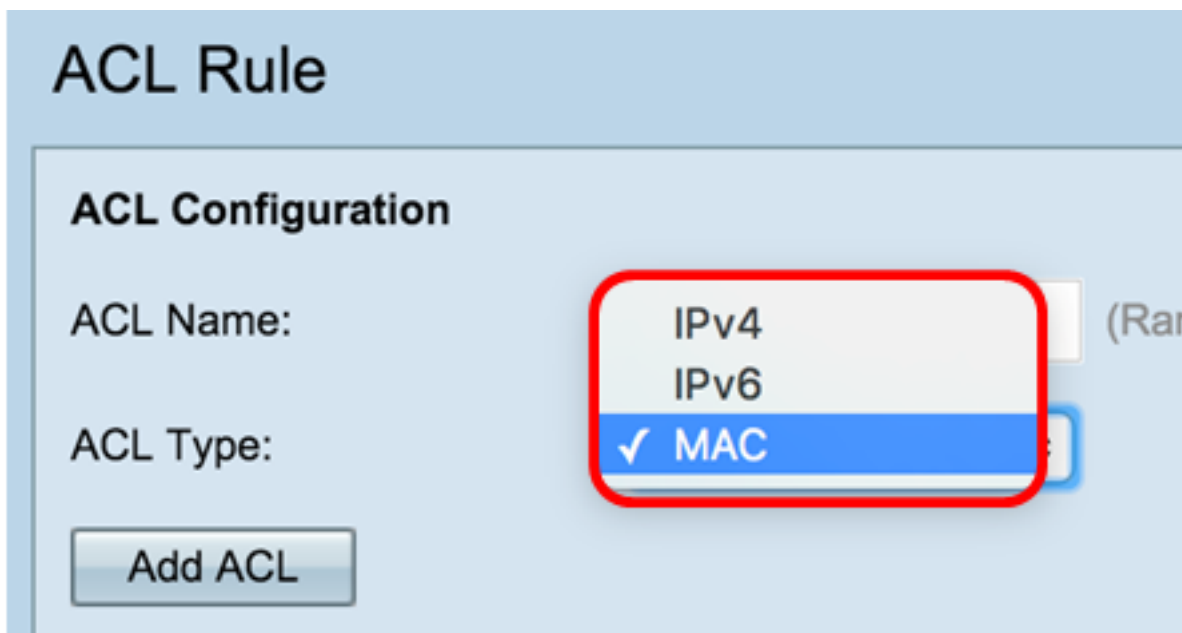 ACL Rule
ACL Configuration
ACL Name:
IPv4
IPv6
ACL Type:
✓ MAC
Add ACL